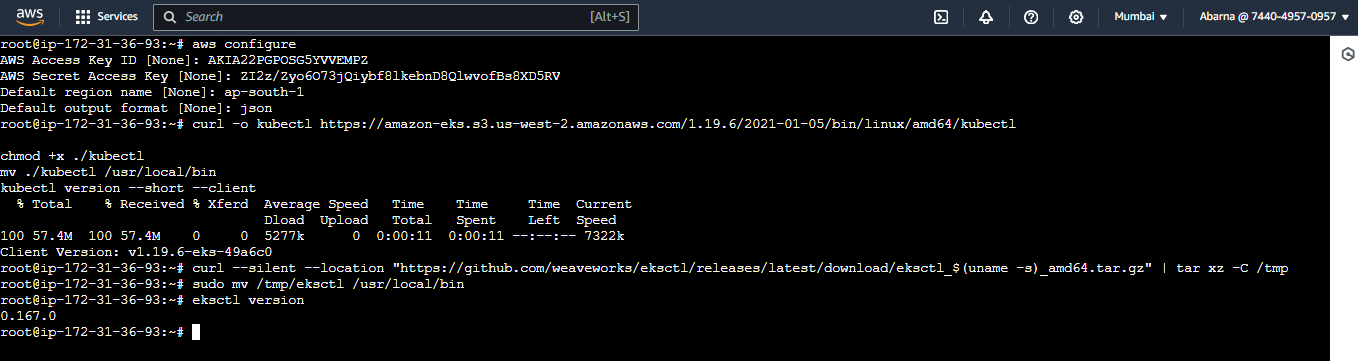 aws
Services
Search
[Alt+S]
Mumbai
Abarna @ 7440-4957-0957
root@ip-172-31-36-93:~# aws configure
AWS Access Key ID [None]: AKIA22PGPOSG5YVVEMPZ
AWS Secret Access Key [None]: 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
Default region name [None]: ap-south-1
Default output format [None]: json
root@ip-172-31-36-93:~# curl -o kubectl https://amazon-eks.s3.us-west-2.amazonaws.com/1.19.6/2021-01-05/bin/linux/amd64/kubectl
chmod +x ./kubectl
mv ./kubectl /usr/local/bin
kubectl version --short --client
% Total % Received % Xferd Average Speed Time Time Time Current
Dload Upload Total Spent Left Speed
100 57.4M 100 57.4M 0 0 5277k 0 0:00:11 0:00:11 --:--:-- 7322k
Client Version: v1.19.6-eks-49a6c0
root@ip-172-31-36-93:~# curl --silent --location "https://github.com/weaveworks/eksctl/releases/latest/download/eksctl_$(uname -s)_amd64.tar.gz" | tar xz -C /tmp
root@ip-172-31-36-93:~# sudo mv /tmp/eksctl /usr/local/bin
root@ip-172-31-36-93:~# eksctl version
0.167.0
root@ip-172-31-36-93:~#